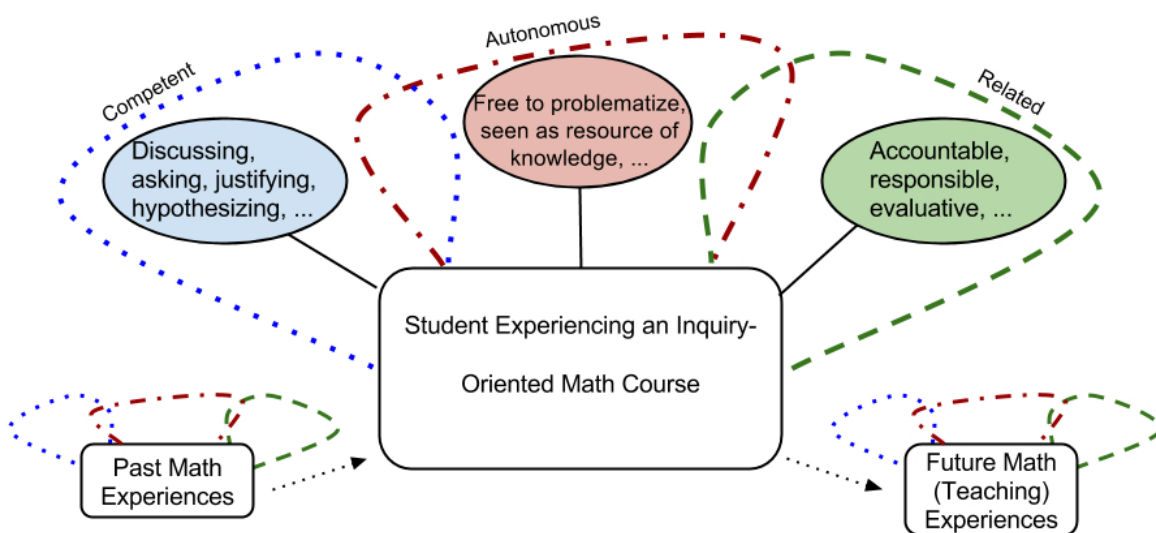 Competent
Autonomous
Related
Discussing,
asking, justifying,
hypothesizing, ...
Free to problematize,
seen as resource of
knowledge, ...
Accountable,
responsible,
evaluative, ...
Student Experiencing an Inquiry-
Oriented Math Course
Past Math
Experiences
Future Math
(Teaching)
Experiences